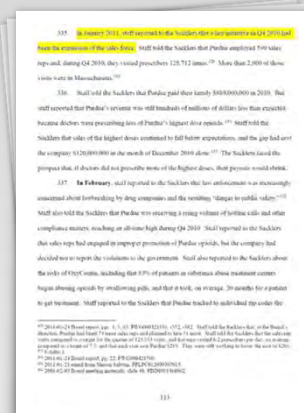 335. In January 2011, staff reported to the Sacklers that a key initiative in Q4 2010 had
been the expansion of the sales force. Staff told the Sacklers that Purdue employed 590 sales
reps and, during Q4 2010, they visited prescribers 125,712 times. More than 2,900 of those
visits were in Massachusetts.
336. Staff told the Sacklers that Purdue paid their family $889,000,000 in 2010. But
staff reported that Purdue's revenue was still hundreds of millions of dollars less than expected
because doctors were prescribing less of Purdue's highest dose opioids. Staff told the
Sacklers that sales of the highest doses continued to fall below expectations, and the gap had cost
the company $120,000,000 in the month of December 2010 alone. The Sacklers faced the
prospect that, if doctors did not prescribe more of the highest doses, their payouts would shrink.
337. In February, staff reported to the Sacklers that law enforcement was increasingly
concerned about lawbreaking by drug companies and the resulting "danger to public safety."
Staff also told the Sacklers that Purdue was receiving a rising volume of hotline calls and other
compliance matters, reaching an all-time high during Q4 2010. Staff reported to the Sacklers
that sales reps had engaged in improper promotion of Purdue opioids, but the company had
decided not to report the violations to the government. Staff also reported to the Sacklers about
the risks of OxyContin, including that 83% of patients in substance abuse treatment centers
began abusing opioids by swallowing pills, and that it took, on average, 20 months for a patient
to get treatment. Staff reported to the Sacklers that Purdue tracked to individual zip codes the
113